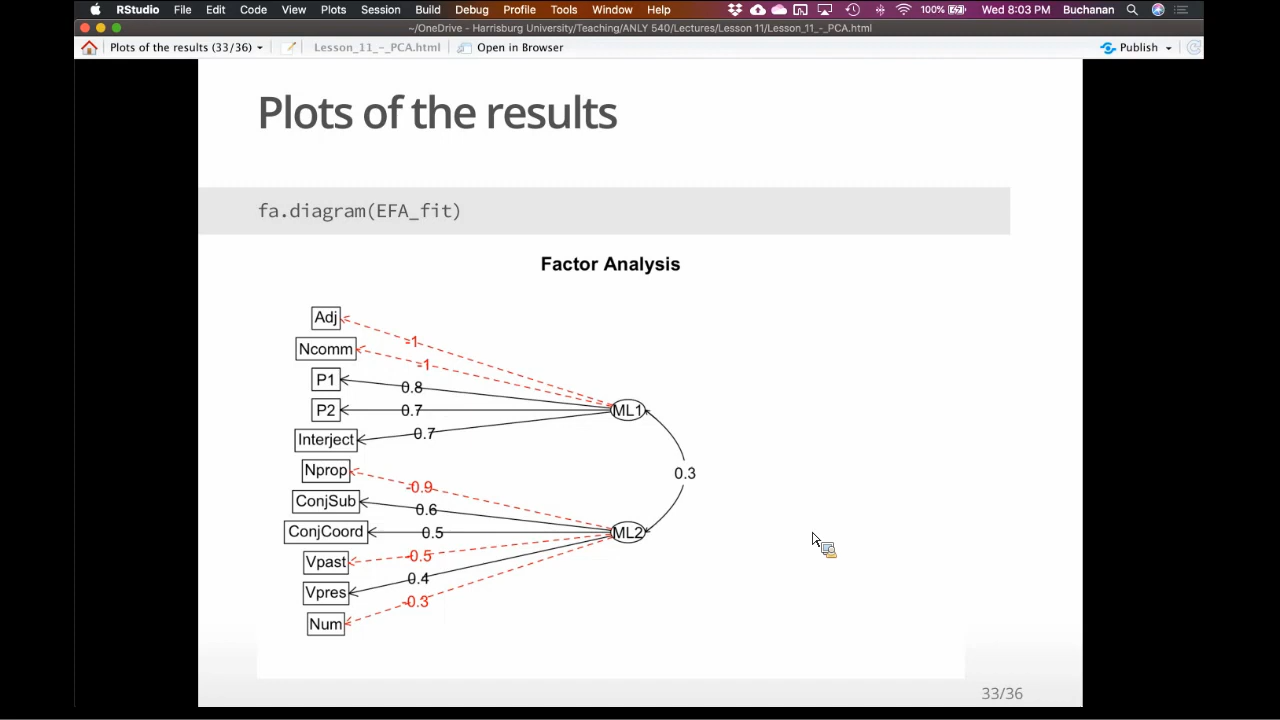 RStudio File Edit Code View Plots Session Build Debug Profile Tools Window Help 100% Wed 8:03 PM Buchanan
~/OneDrive - Harrisburg University/Teaching/ANLY 540/Lectures/Lesson 11/Lesson_11_-_PCA.html
Plots of the results (33/36) Lesson_11_-_PCA.html Open in Browser Publish
Plots of the results
fa.diagram(EFA_fit)
Factor Analysis
Adj
-1
Ncomm
-1
P1
0.8
P2
0.7
ML1
Interject
0.7
Nprop
0.3
-0.9
ConjSub
0.6
ConjCoord
0.5
ML2
Vpast
-0.5
Vpres
0.4
-0.3
Num
33/36